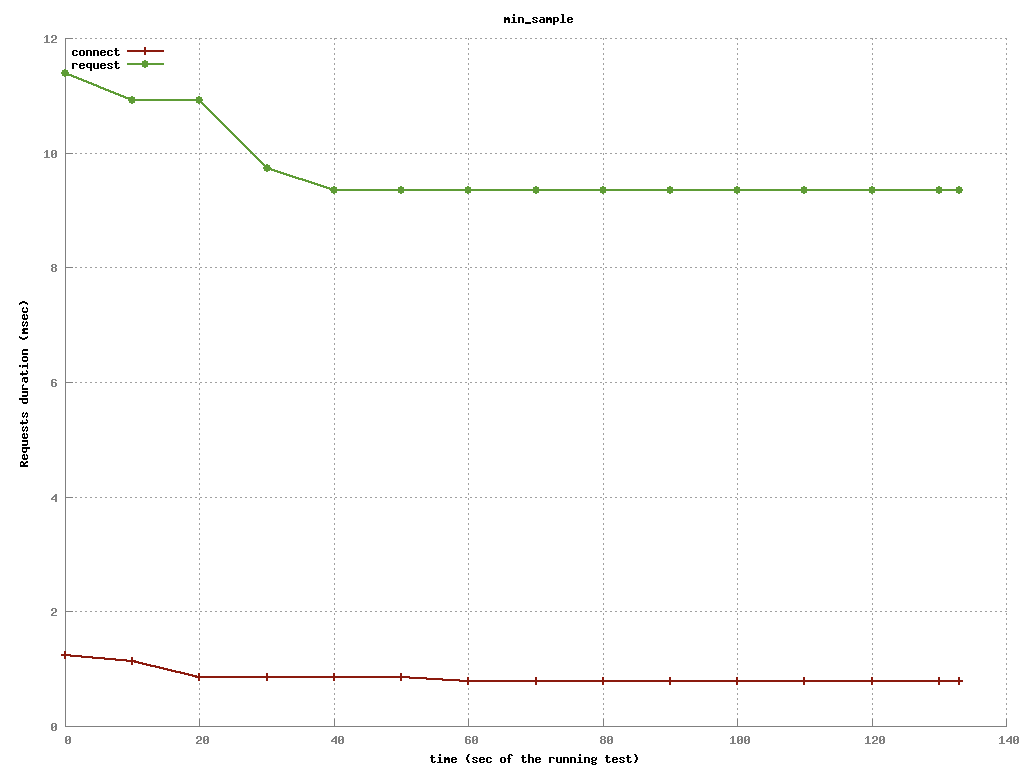 min_sample
connect
request
12
10
8
6
4
2
0
Requests duration (msec)
0 20 40 60 80 100 120 140
time (sec of the running test)